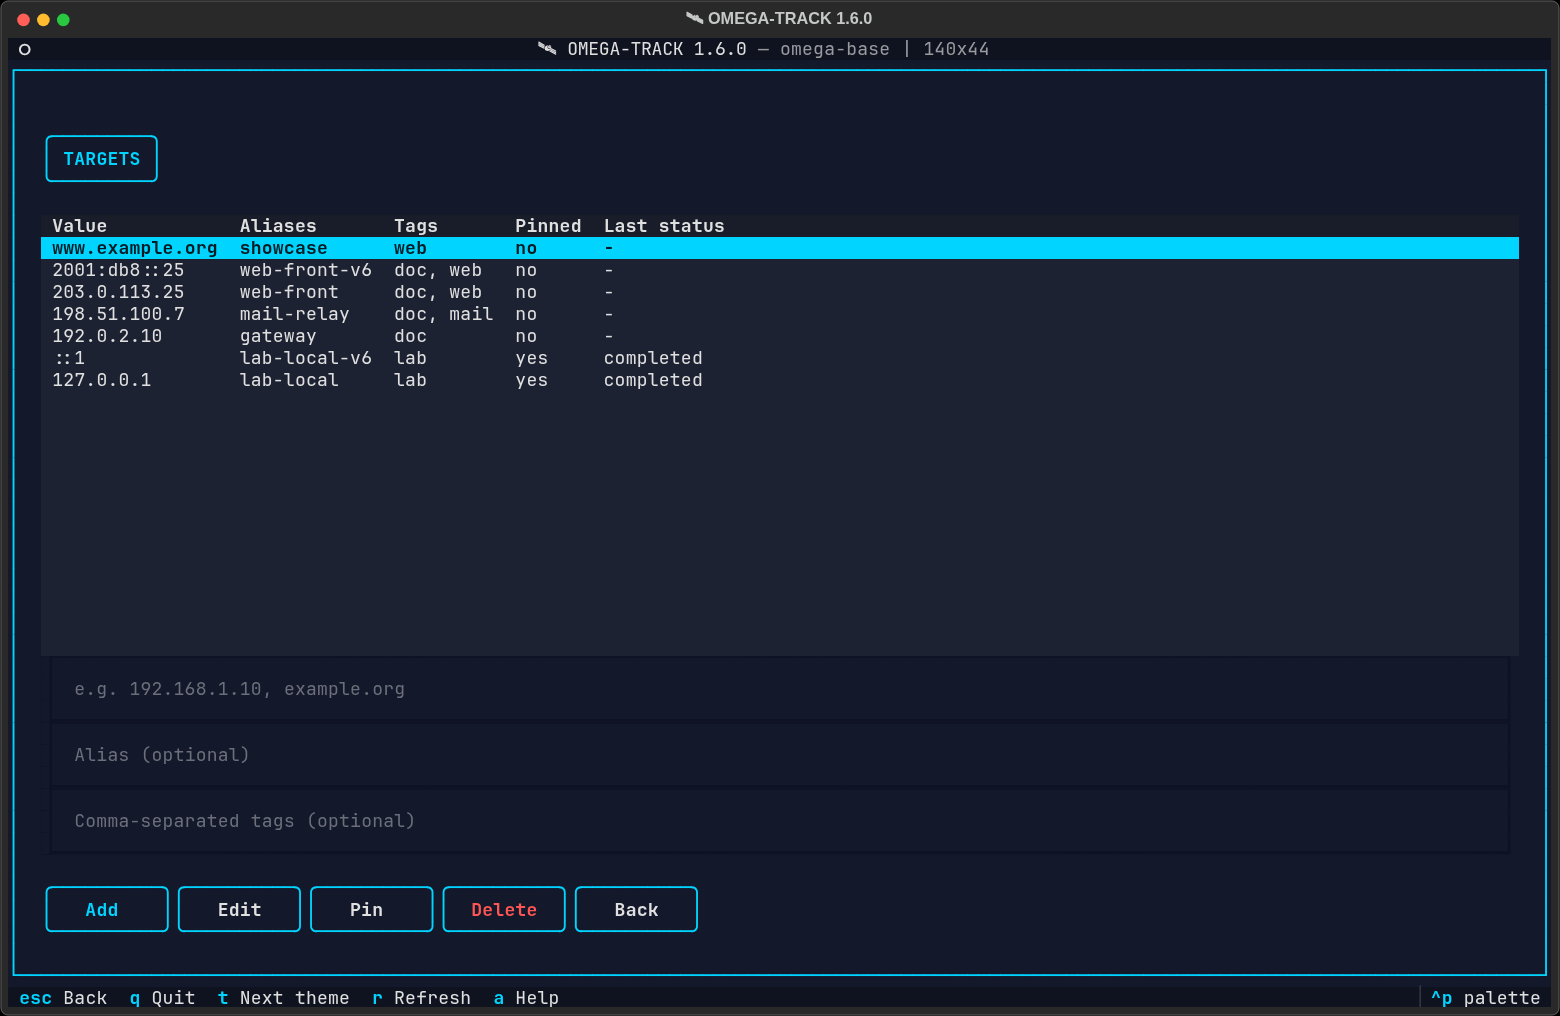 🛰 OMEGA-TRACK 1.6.0
🛰 OMEGA-TRACK 1.6.0 — omega-base | 140x44
TARGETS
Value Aliases Tags Pinned Last status
www.example.org showcase web no -
2001:db8::25 web-front-v6 doc, web no -
203.0.113.25 web-front doc, web no -
198.51.100.7 mail-relay doc, mail no -
192.0.2.10 gateway doc no -
::1 lab-local-v6 lab yes completed
127.0.0.1 lab-local lab yes completed
e.g. 192.168.1.10, example.org
Alias (optional)
Comma-separated tags (optional)
Add Edit Pin Delete Back
esc Back q Quit t Next theme r Refresh a Help ^p palette